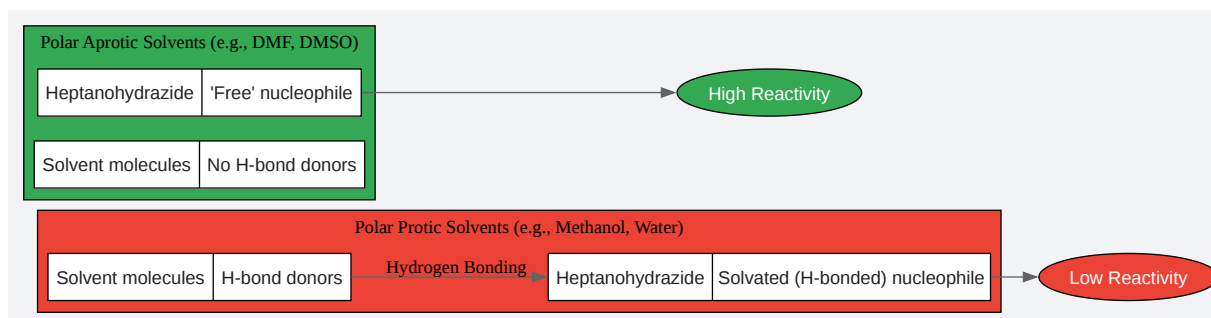 Polar Aprotic Solvents (e.g., DMF, DMSO)
Heptanohydrazide 'Free' nucleophile
High Reactivity
Solvent molecules No H-bond donors
Polar Protic Solvents (e.g., Methanol, Water)
Solvent molecules H-bond donors
Hydrogen Bonding
Heptanohydrazide Solvated (H-bonded) nucleophile
Low Reactivity